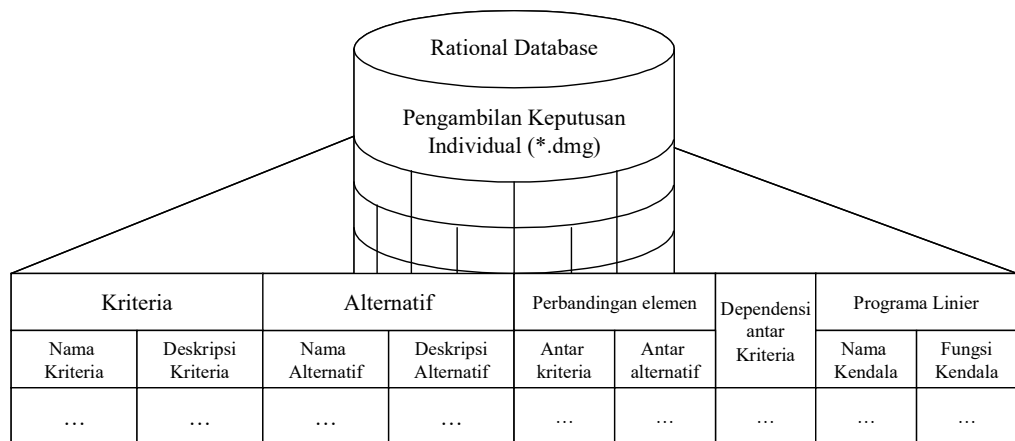 Rational Database
Pengambilan Keputusan
Individual (*.dmg)
Kriteria
Alternatif
Perbandingan elemen
Dependensi
antar
Kriteria
Programa Linier
Nama
Kriteria
Deskripsi
Kriteria
Nama
Alternatif
Deskripsi
Alternatif
Antar
kriteria
Antar
alternatif
Nama
Kendala
Fungsi
Kendala
… … … … … … … … …